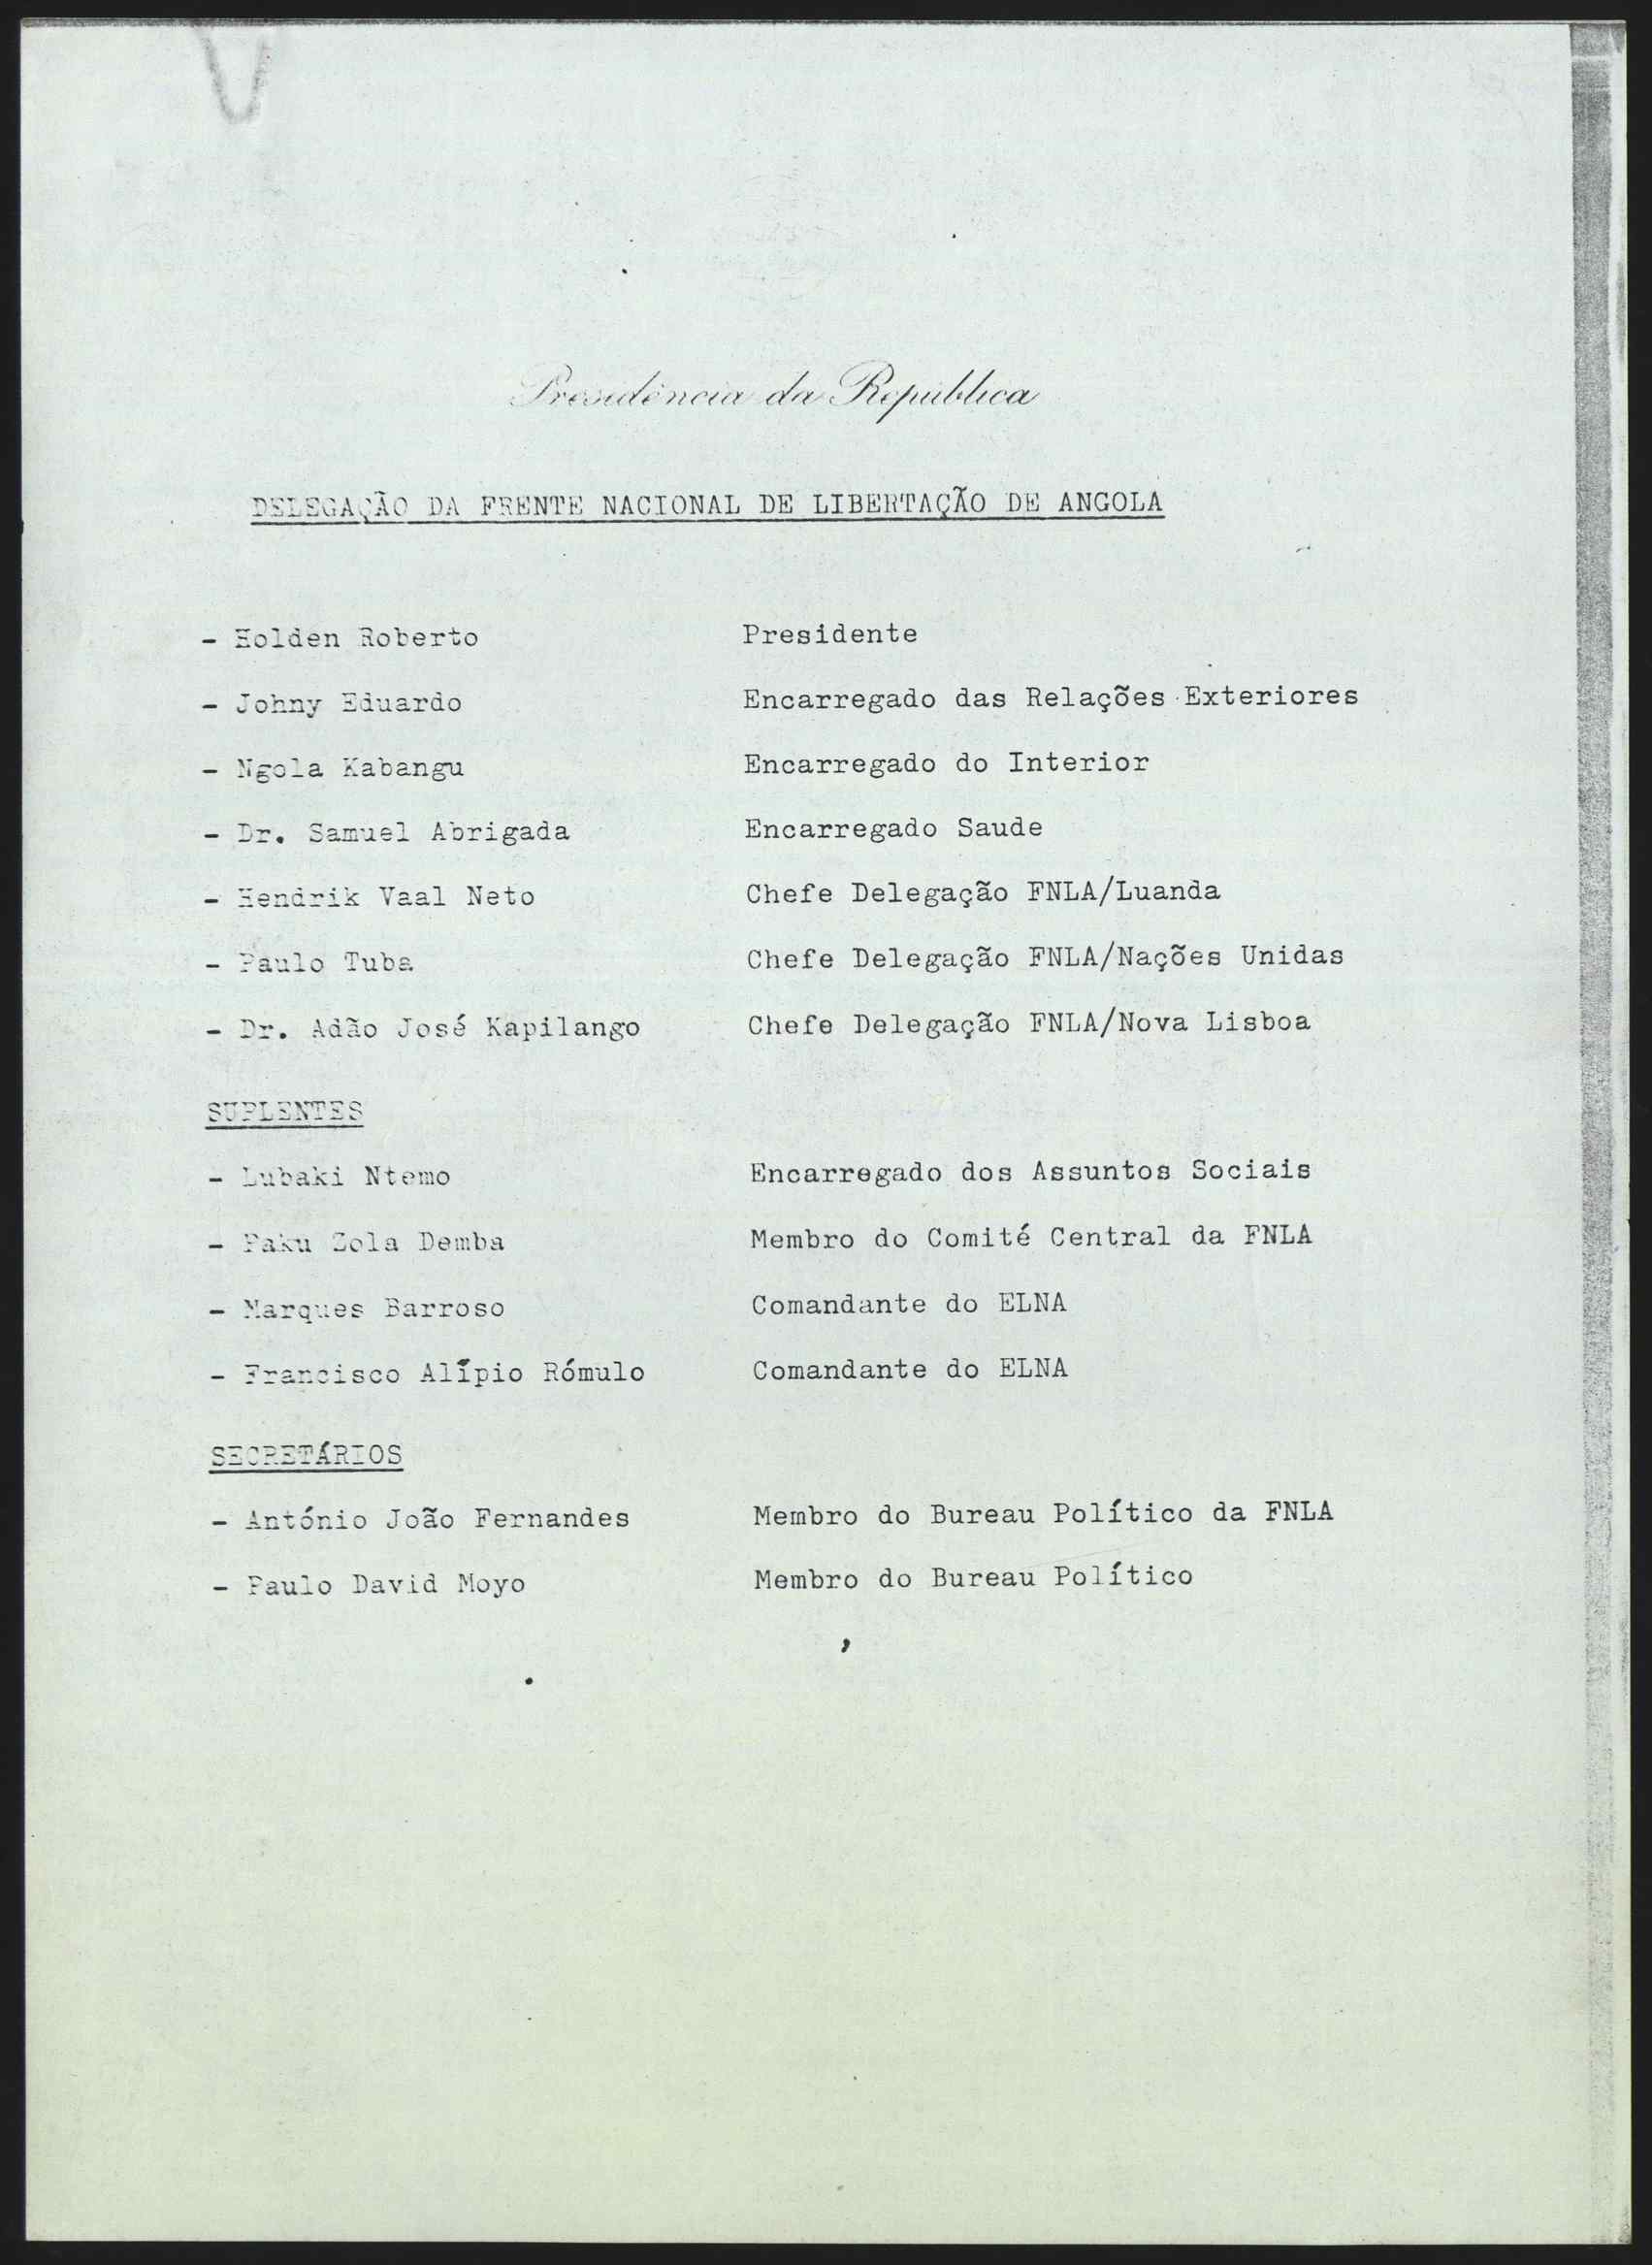 Presidência da República
DELEGAÇÃO DA FRENTE NACIONAL DE LIBERTAÇÃO DE ANGOLA
- Holden Roberto Presidente
- Johny Eduardo Encarregado das Relações Exteriores
- Ngola Kabangu Encarregado do Interior
- Dr. Samuel Abrigada Encarregado Saude
- Hendrik Vaal Neto Chefe Delegação FNLA/Luanda
- Paulo Tuba Chefe Delegação FNLA/Nações Unidas
- Dr. Adão José Kapilango Chefe Delegação FNLA/Nova Lisboa
SUPLENTES
- Lubaki Ntemo Encarregado dos Assuntos Sociais
- Paku Zola Demba Membro do Comité Central da FNLA
- Marques Barroso Comandante do ELNA
- Francisco Alípio Rómulo Comandante do ELNA
SECRETÁRIOS
- António João Fernandes Membro do Bureau Político da FNLA
- Paulo David Moyo Membro do Bureau Político